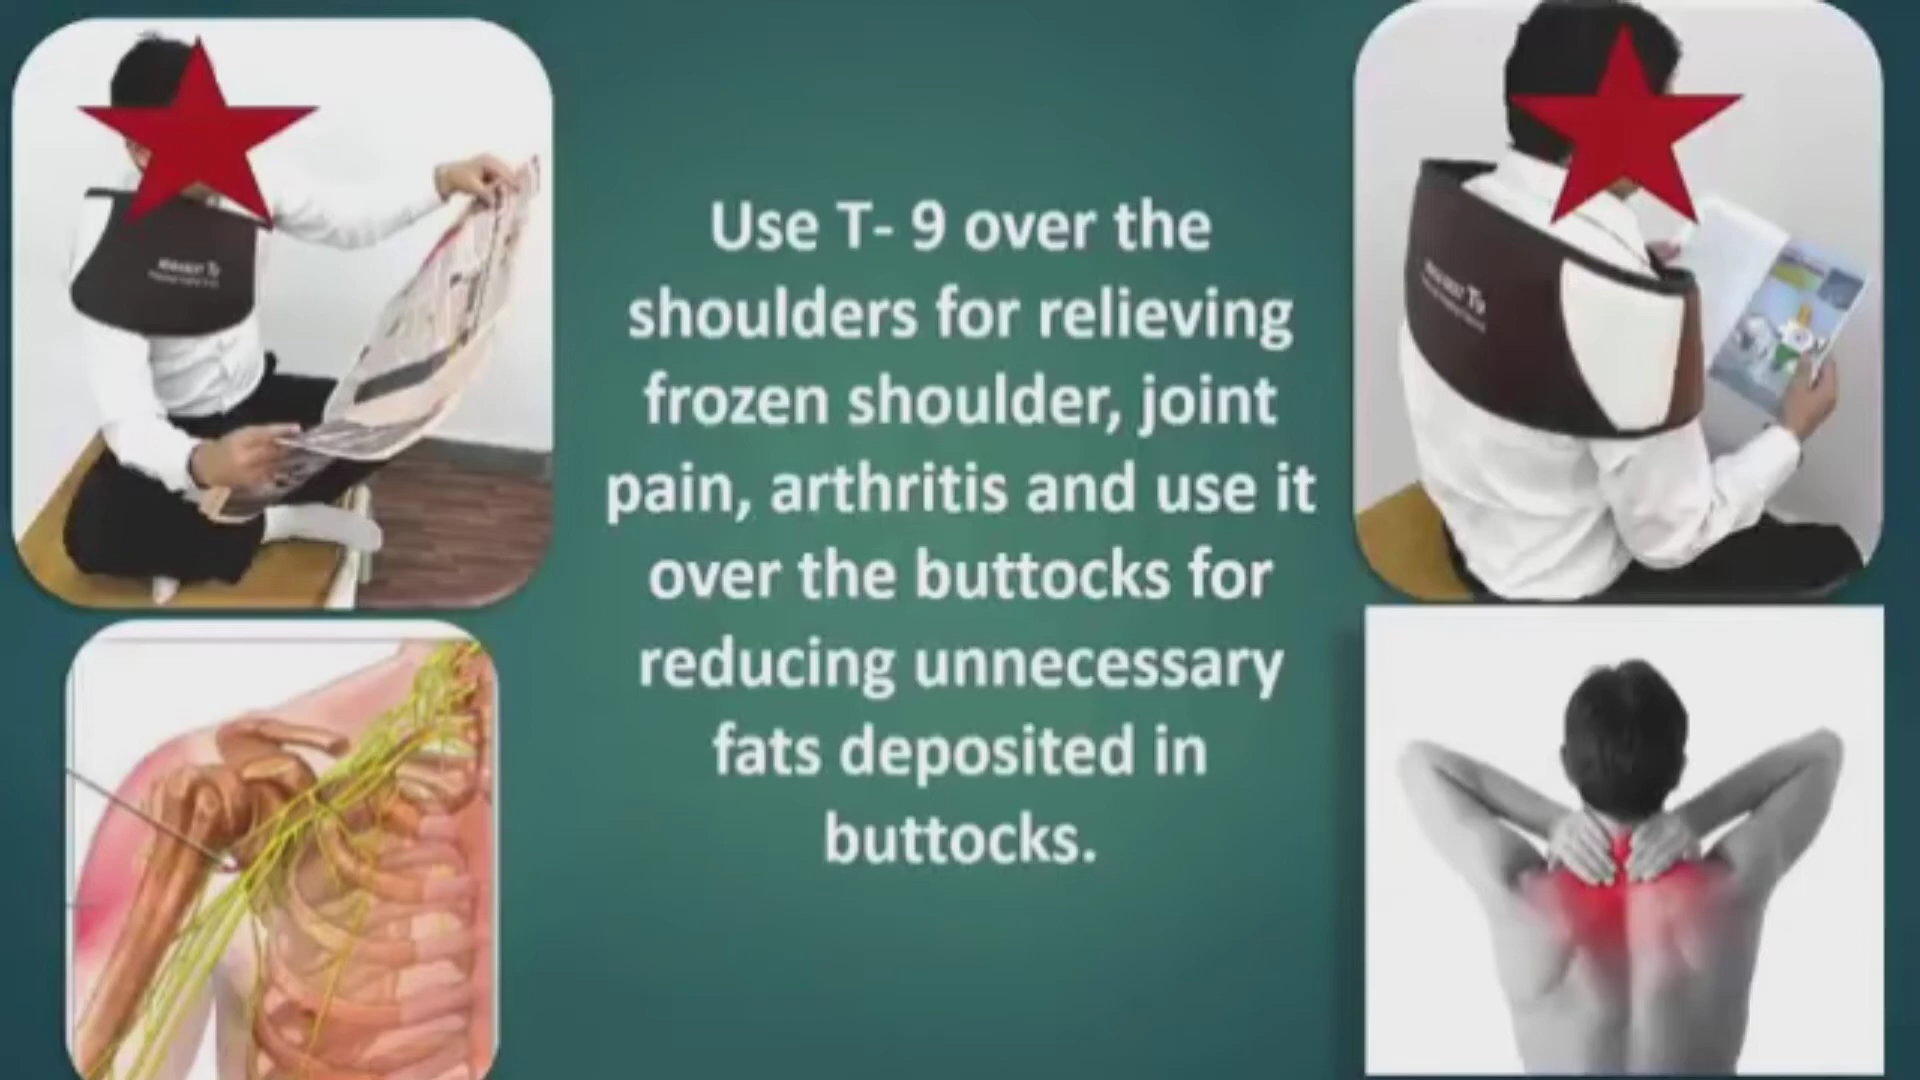 Use T- 9 over the
shoulders for relieving
frozen shoulder, joint
pain, arthritis and use it
over the buttocks for
reducing unnecessary
fats deposited in
buttocks.